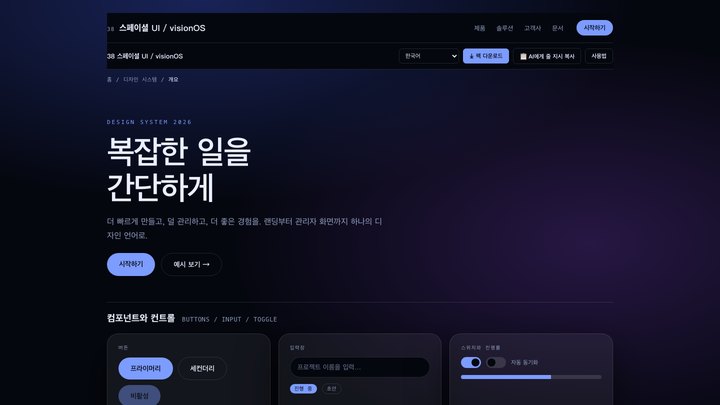 38 스페이셜 UI / visionOS
제품 솔루션 고객사 문서 시작하기
38 스페이셜 UI / visionOS
한국어 팩 다운로드 AI에게 줄 지시 복사 사용법
홈 / 디자인 시스템 / 개요
DESIGN SYSTEM 2026
복잡한 일을
간단하게
더 빠르게 만들고, 덜 관리하고, 더 좋은 경험을. 랜딩부터 관리자 화면까지 하나의 디
자인 언어로.
시작하기 예시 보기 →
컴포넌트와 컨트롤 BUTTONS / INPUT / TOGGLE
버튼
프라이머리 세컨더리
비활성
입력창
프로젝트 이름을 입력...
진행 중
스위치와 진행률
자동 동기화